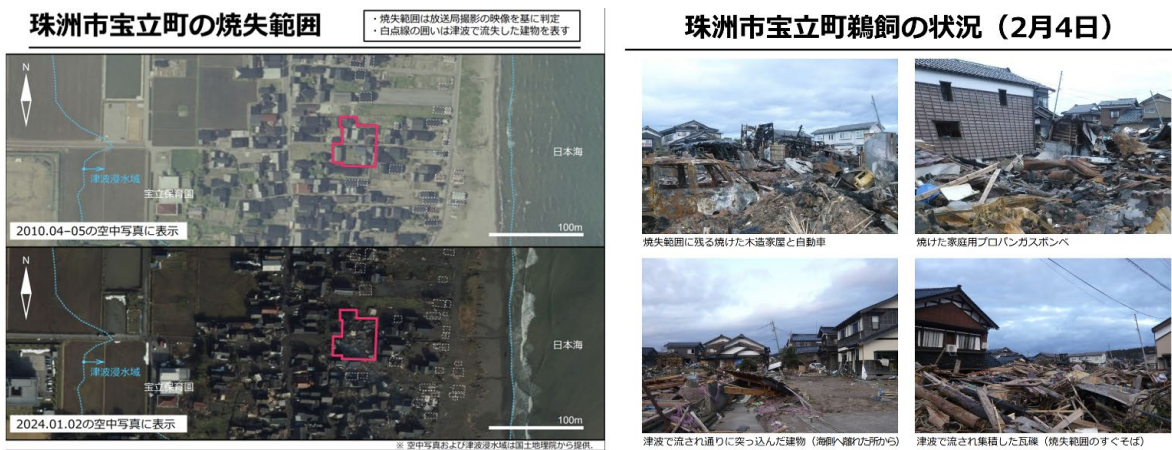 珠洲市宝立町の焼失範囲
・焼失範囲は放送局撮影の映像を基に判定
・白点線の囲いは津波で流失した建物を表す
N
日本海
津波浸水域
宝立保育園
2010.04–05の空中写真に表示
100m
N
日本海
津波浸水域
宝立保育園
2024.01.02の空中写真に表示
100m
※ 空中写真および津波浸水域は国土地理院から提供.
珠洲市宝立町鵜飼の状況（2月4日）
焼失範囲に残る焼けた木造家屋と自動車
焼けた家庭用プロパンガスボンベ
津波で流され通りに突っ込んだ建物（海側へ離れた所から）
津波で流され集積した瓦礫（焼失範囲のすぐそば）